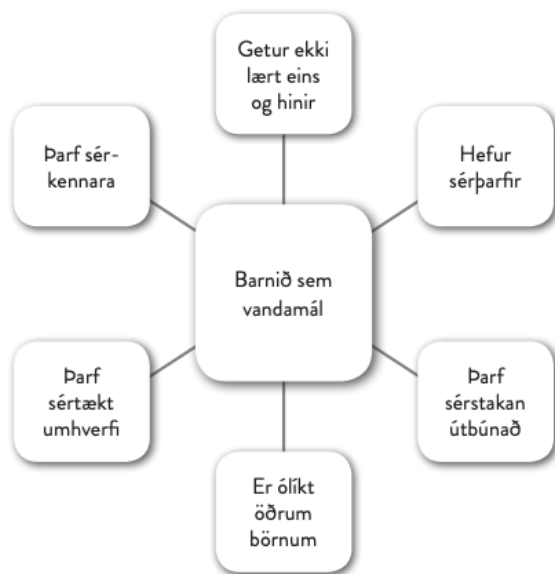 Getur ekki
lært eins
og hinir
Þarf sér-
kennara
Hefur
sérþarfir
Barnið sem
vandamál
Þarf
sértækt
umhverfi
Þarf
sérstakan
útbúnað
Er ólíkt
öðrum
börnum